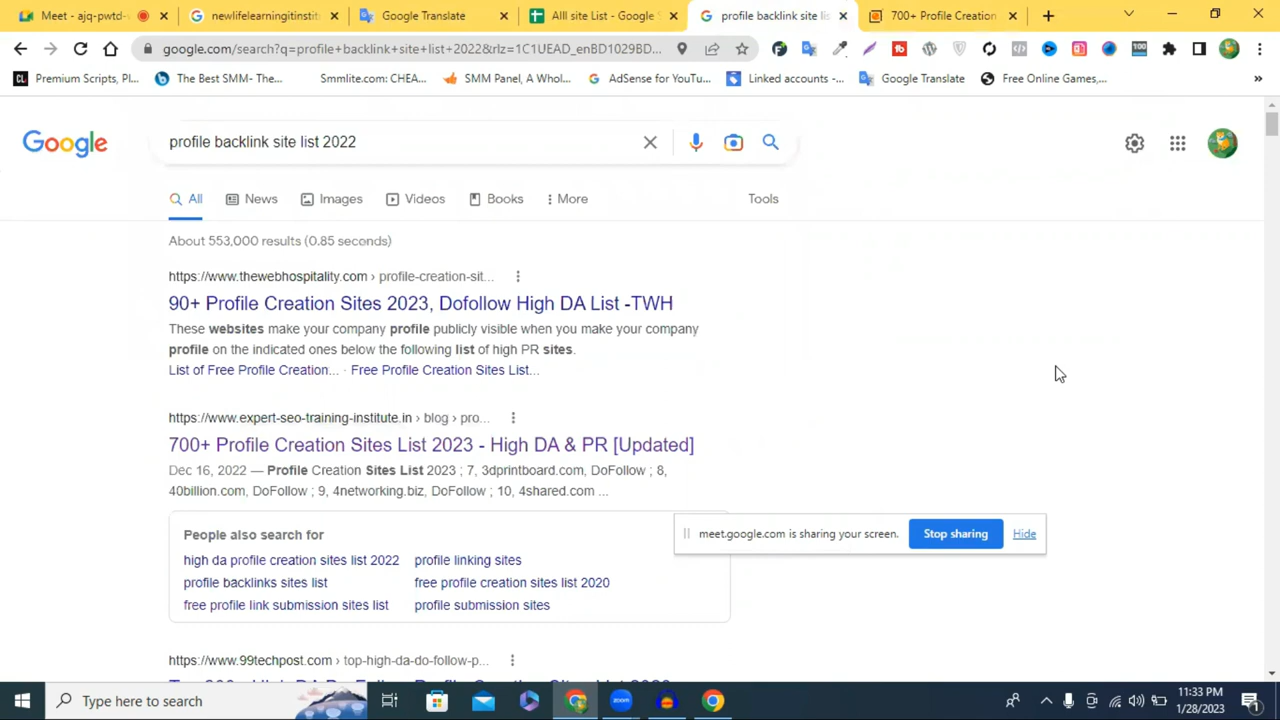 Meet - ajq-pwtd-
newlifelearningitinstit
Google Translate
Alll site List - Google S
profile backlink site lis
700+ Profile Creation
google.com/search?q=profile+backlink+site+list+2022&rlz=1C1UEAD_enBD1029BD...
Premium Scripts, Pl...
The Best SMM- The...
Smmlite.com: CHEA...
SMM Panel, A Whol...
AdSense for YouTu...
Linked accounts -...
Google Translate
Free Online Games,...
Google
profile backlink site list 2022
All
News
Images
Videos
Books
More
Tools
About 553,000 results (0.85 seconds)
https://www.thewebhospitality.com › profile-creation-sit...
90+ Profile Creation Sites 2023, Dofollow High DA List -TWH
These websites make your company profile publicly visible when you make your company
profile on the indicated ones below the following list of high PR sites.
List of Free Profile Creation... · Free Profile Creation Sites List...
https://www.expert-seo-training-institute.in › blog › pro...
700+ Profile Creation Sites List 2023 - High DA & PR [Updated]
Dec 16, 2022 — Profile Creation Sites List 2023 ; 7, 3dprintboard.com, DoFollow ; 8,
40billion.com, DoFollow ; 9, 4networking.biz, DoFollow ; 10, 4shared.com ...
People also search for
high da profile creation sites list 2022
profile linking sites
profile backlinks sites list
free profile creation sites list 2020
free profile link submission sites list
profile submission sites
meet.google.com is sharing your screen.
Stop sharing
Hide
https://www.99techpost.com › top-high-da-do-follow-p...
Type here to search
zoom
11:33 PM
1/28/2023